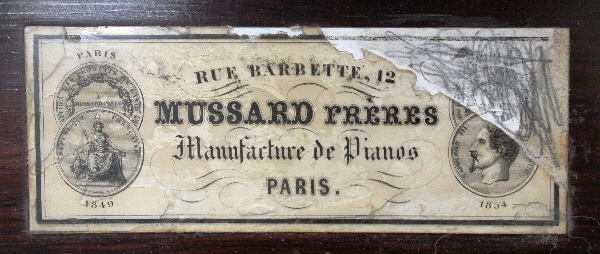 PARIS
RUE BARBETTE, 12
MUSSARD FRÈRES
Manufacture de Pianos
PARIS.
1849
1854